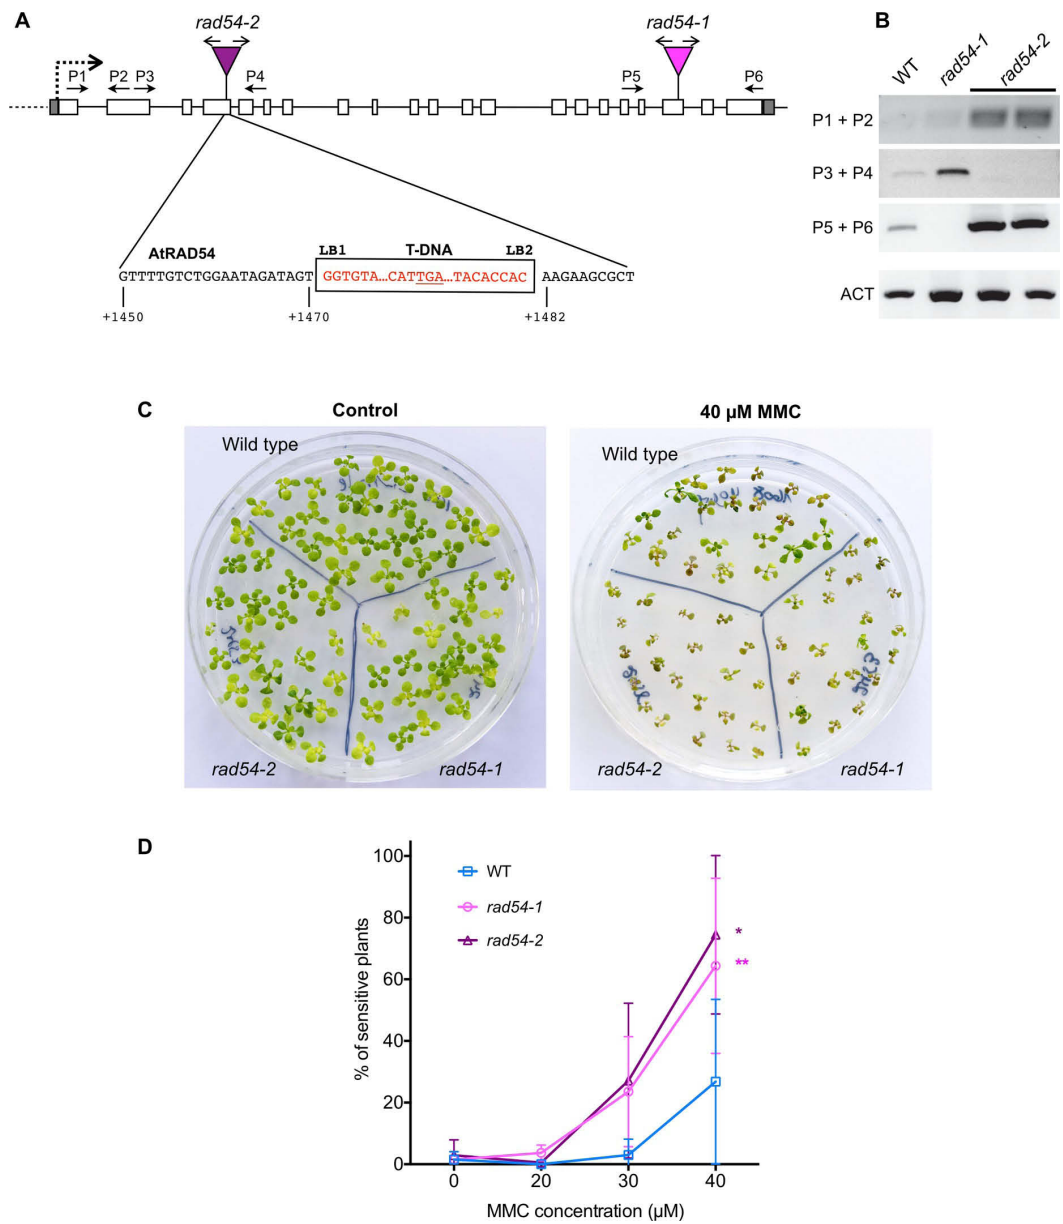 A
rad54-2
rad54-1
P1
P2
P3
P4
P5
P6
AtRAD54
LB1
T-DNA
LB2
GTTTTGTCTGGAATAGATAGT GGTGTA...CATTGA...TACACCAC AAGAAGCGCT
+1450
+1470
+1482
B
WT
rad54-1
rad54-2
P1 + P2
P3 + P4
P5 + P6
ACT
C
Control
40 µM MMC
Wild type
Wild type
rad54-2
rad54-1
rad54-2
rad54-1
D
WT
rad54-1
rad54-2
100
80
60
40
20
0
*
**
% of sensitive plants
0
20
30
40
MMC concentration (µM)